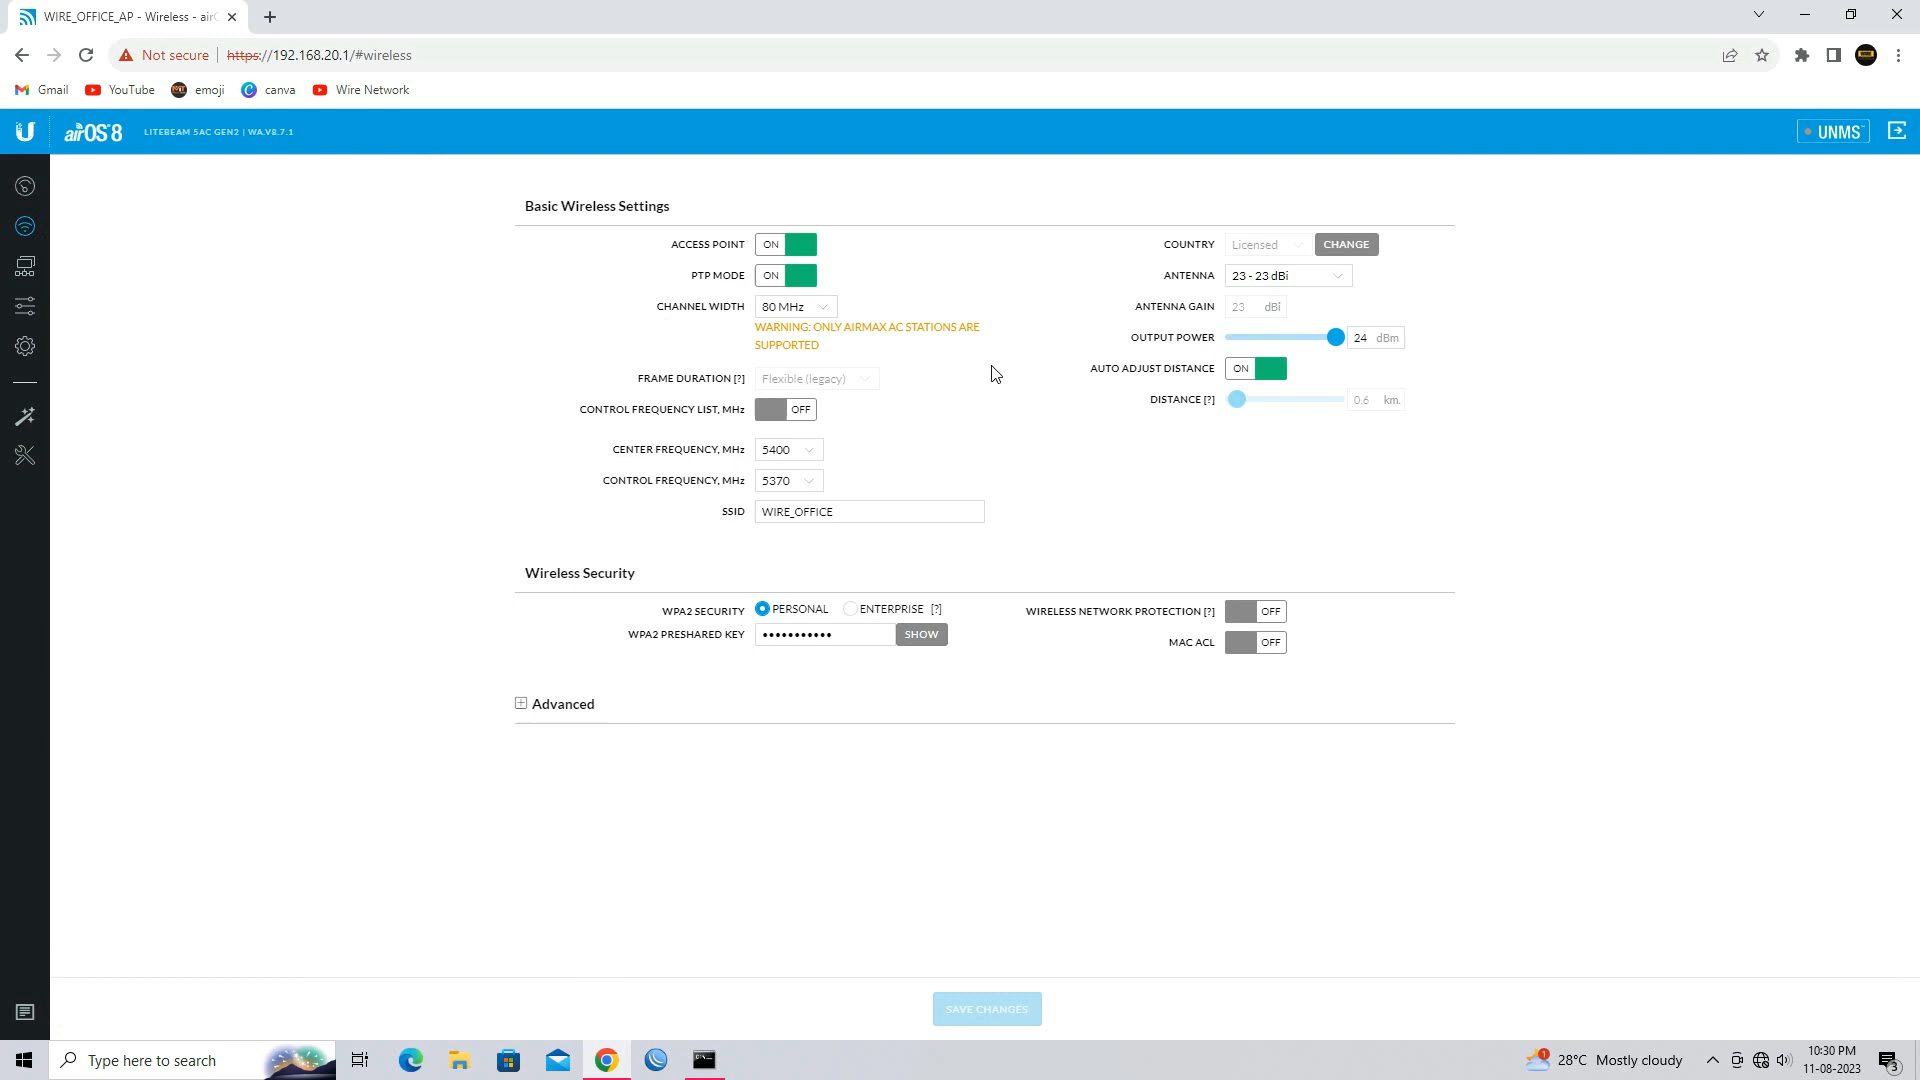 WIRE_OFFICE_AP - Wireless - air
Not secure
https://192.168.20.1/#wireless
Gmail
YouTube
emoji
canva
Wire Network
airOS 8
LITEBEAM 5AC GEN2 | WA.V8.7.1
UNMS
Basic Wireless Settings
ACCESS POINT ON
PTP MODE ON
CHANNEL WIDTH 80 MHz
WARNING: ONLY AIRMAX AC STATIONS ARE
SUPPORTED
FRAME DURATION [?] Flexible (legacy)
CONTROL FREQUENCY LIST, MHz OFF
CENTER FREQUENCY, MHz 5400
CONTROL FREQUENCY, MHz 5370
SSID WIRE_OFFICE
COUNTRY Licensed CHANGE
ANTENNA 23 - 23 dBi
ANTENNA GAIN 23 dBi
OUTPUT POWER 24 dBm
AUTO ADJUST DISTANCE ON
DISTANCE [?] 0.6 km.
Wireless Security
WPA2 SECURITY PERSONAL ENTERPRISE [?]
WPA2 PRESHARED KEY ••••••••••• SHOW
WIRELESS NETWORK PROTECTION [?] OFF
MAC ACL OFF
Advanced
SAVE CHANGES
Type here to search
1
28°C Mostly cloudy
10:30 PM
11-08-2023
3